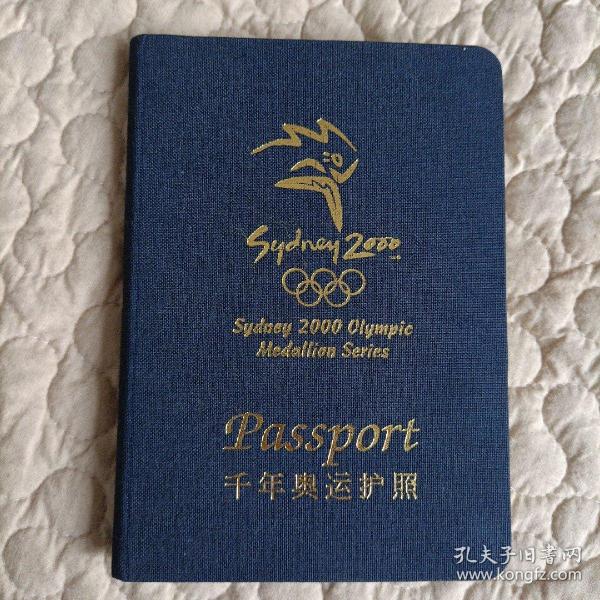 Sydney 2000
Sydney 2000 Olympic
Medallion Series
Passport
千年奥运护照
孔夫子旧书网
www.kongfz.com